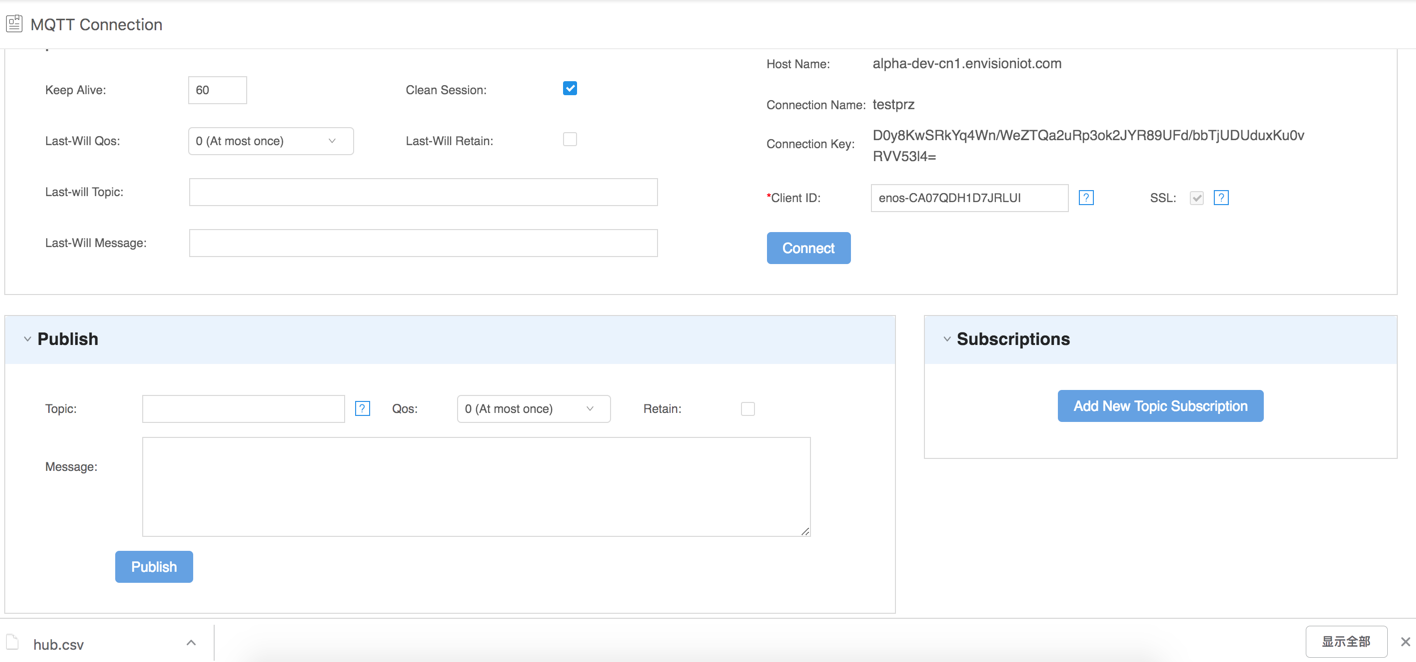 MQTT Connection
Host Name: alpha-dev-cn1.envisioniot.com
Keep Alive: 60 Clean Session:
Connection Name: testprz
Last-Will Qos: 0 (At most once) Last-Will Retain:
Connection Key: D0y8KwSRkYq4Wn/WeZTQa2uRp3ok2JYR89UFd/bbTjUDUduxKu0v
RVV53l4=
Last-will Topic:
*Client ID: enos-CA07QDH1D7JRLUI ? SSL: ?
Last-Will Message:
Connect
Publish
Subscriptions
Topic: ? Qos: 0 (At most once) Retain:
Add New Topic Subscription
Message:
Publish
hub.csv
显示全部